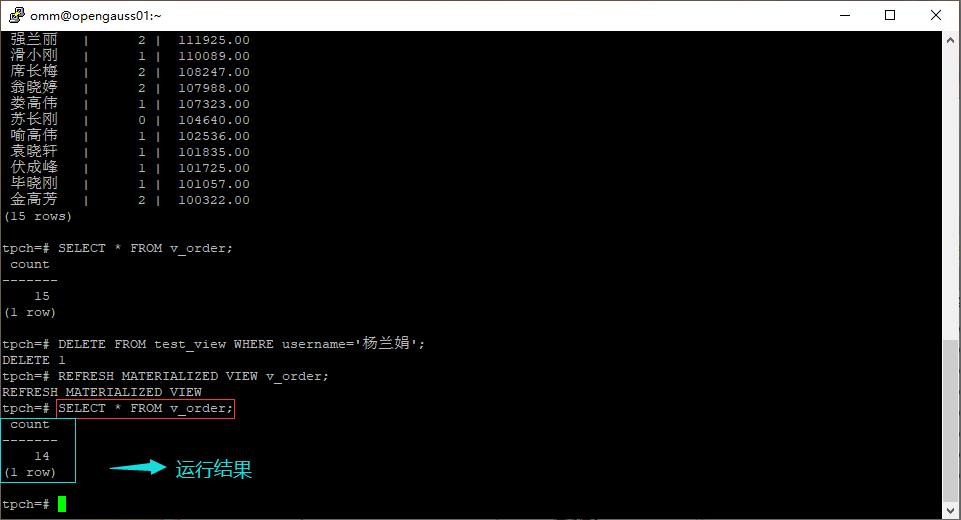 omm@opengauss01:~
强兰丽 | 2 | 111925.00
滑小刚 | 1 | 110089.00
席长梅 | 2 | 108247.00
翁晓婷 | 2 | 107988.00
娄高伟 | 1 | 107323.00
苏长刚 | 0 | 104640.00
喻高伟 | 1 | 102536.00
袁晓轩 | 1 | 101835.00
伏成峰 | 1 | 101725.00
毕晓刚 | 1 | 101057.00
金高芳 | 2 | 100322.00
(15 rows)
tpch=# SELECT * FROM v_order;
count
-------
15
(1 row)
tpch=# DELETE FROM test_view WHERE username='杨兰娟';
DELETE 1
tpch=# REFRESH MATERIALIZED VIEW v_order;
REFRESH MATERIALIZED VIEW
tpch=# SELECT * FROM v_order;
count
-------
14
(1 row)
运行结果
tpch=#